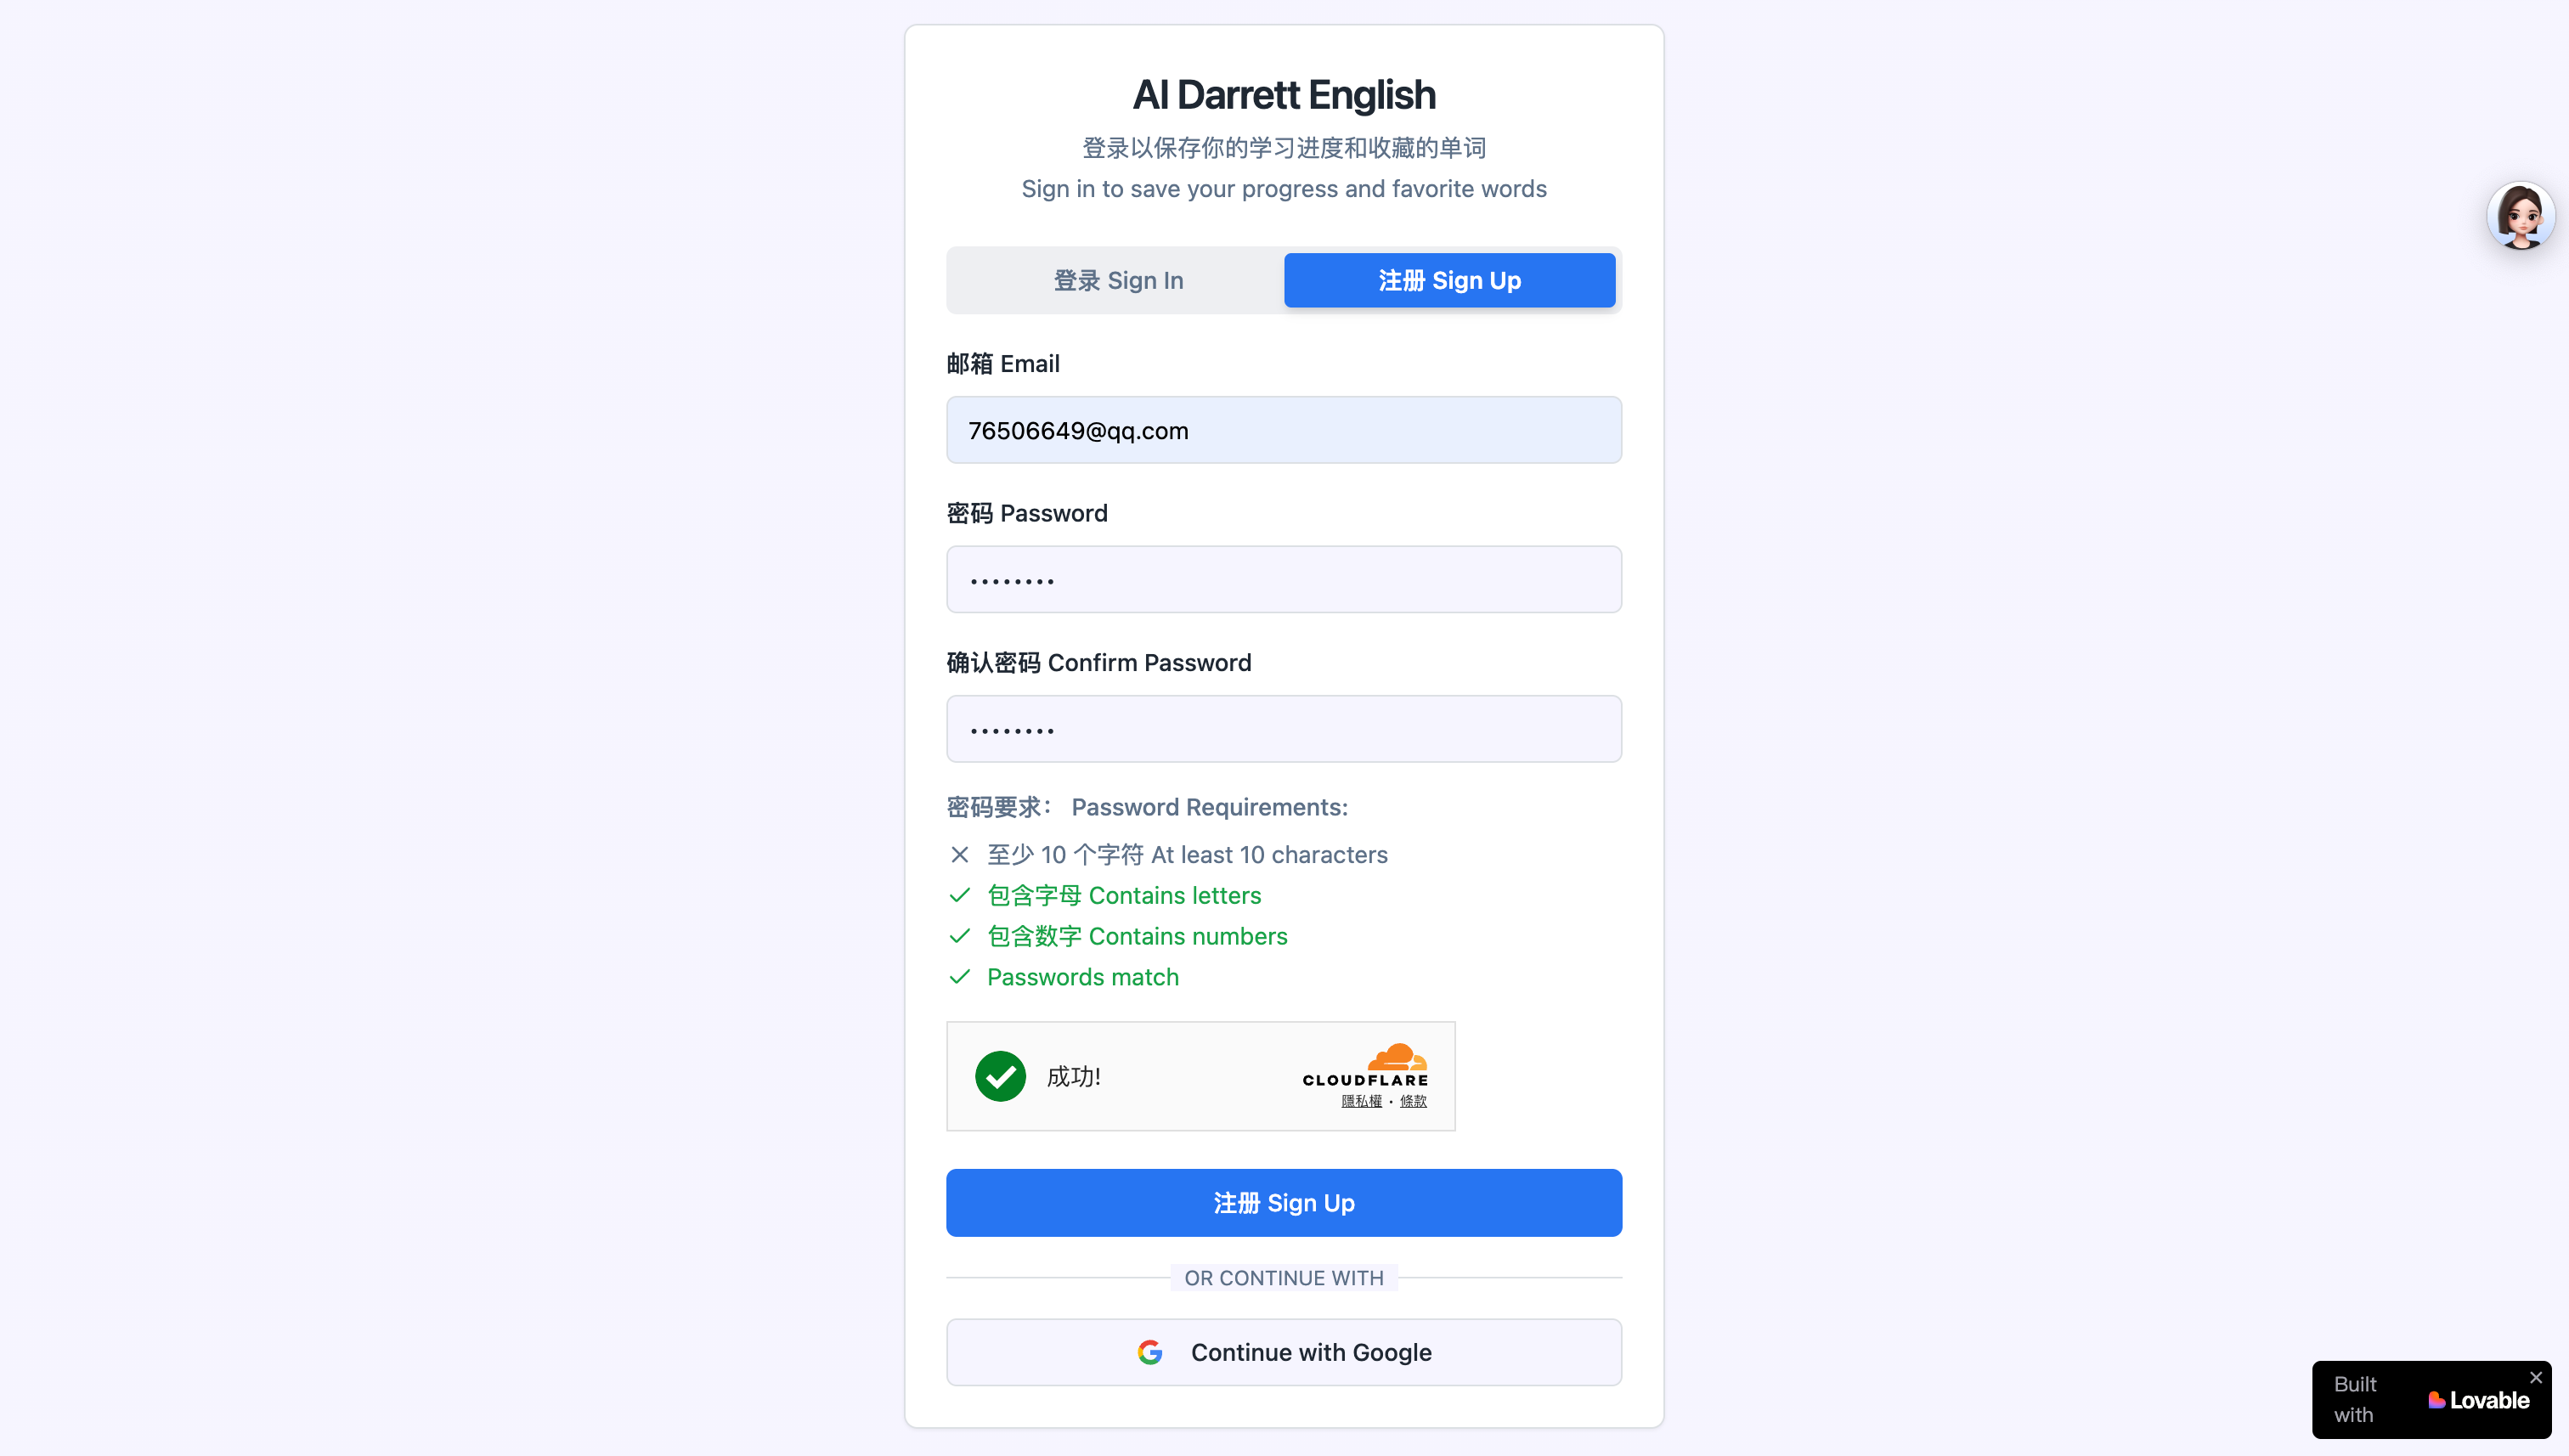 AI Darrett English
登录以保存你的学习进度和收藏的单词
Sign in to save your progress and favorite words
登录 Sign In
注册 Sign Up
邮箱 Email
76506649@qq.com
密码 Password
••••••••
确认密码 Confirm Password
••••••••
密码要求： Password Requirements:
至少 10 个字符 At least 10 characters
包含字母 Contains letters
包含数字 Contains numbers
Passwords match
成功!
CLOUDFLARE
隱私權 • 條款
注册 Sign Up
OR CONTINUE WITH
Continue with Google
Built with Lovable